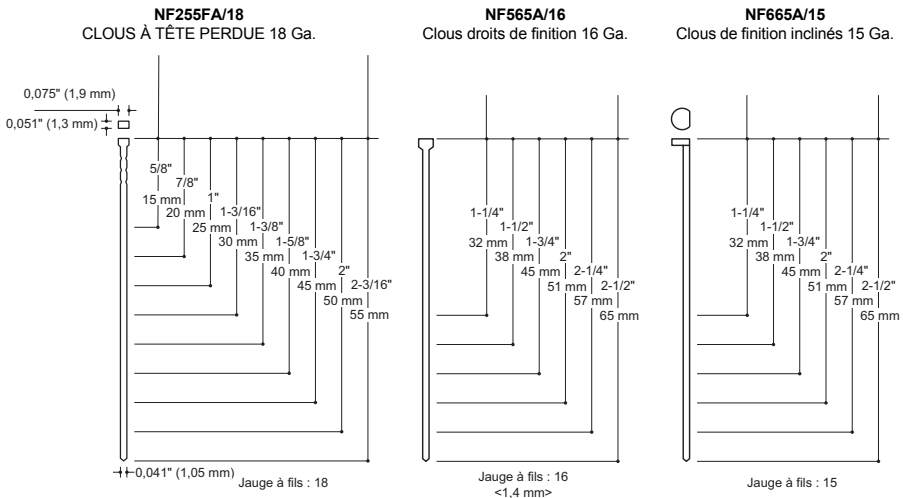 NF255FA/18
CLOUS À TÊTE PERDUE 18 Ga.
0,075" (1,9 mm)
0,051" (1,3 mm)
5/8"
15 mm
7/8"
20 mm
1"
25 mm
1-3/16"
30 mm
1-3/8"
35 mm
1-5/8"
40 mm
1-3/4"
45 mm
2"
50 mm
2-3/16"
55 mm
0,041" (1,05 mm)
Jauge à fils : 18
NF565A/16
Clous droits de finition 16 Ga.
1-1/4"
32 mm
1-1/2"
38 mm
1-3/4"
45 mm
2"
51 mm
2-1/4"
57 mm
2-1/2"
65 mm
Jauge à fils : 16
<1,4 mm>
NF665A/15
Clous de finition inclinés 15 Ga.
1-1/4"
32 mm
1-1/2"
38 mm
1-3/4"
45 mm
2"
51 mm
2-1/4"
57 mm
2-1/2"
65 mm
Jauge à fils : 15